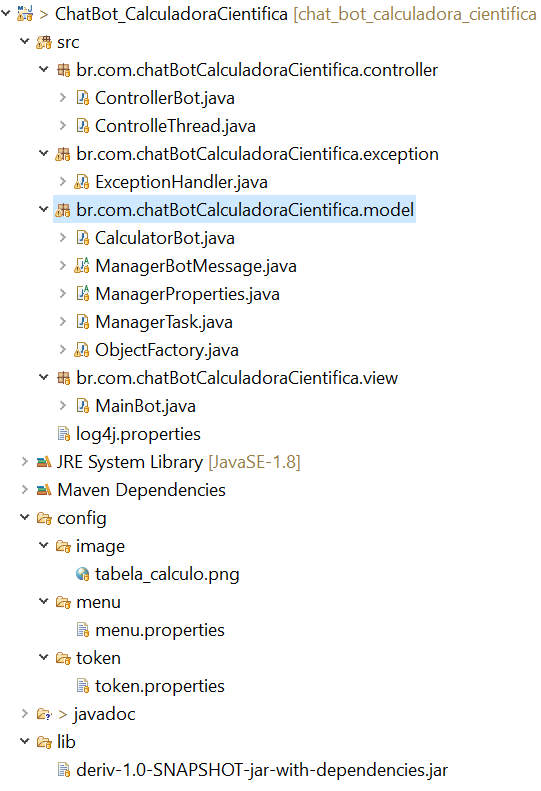 > ChatBot_CalculadoraCientifica [chat_bot_calculadora_cientifica
src
br.com.chatBotCalculadoraCientifica.controller
ControllerBot.java
ControlleThread.java
br.com.chatBotCalculadoraCientifica.exception
ExceptionHandler.java
br.com.chatBotCalculadoraCientifica.model
CalculatorBot.java
ManagerBotMessage.java
ManagerProperties.java
ManagerTask.java
ObjectFactory.java
br.com.chatBotCalculadoraCientifica.view
MainBot.java
log4j.properties
JRE System Library [JavaSE-1.8]
Maven Dependencies
config
image
tabela_calculo.png
menu
menu.properties
token
token.properties
> javadoc
lib
deriv-1.0-SNAPSHOT-jar-with-dependencies.jar